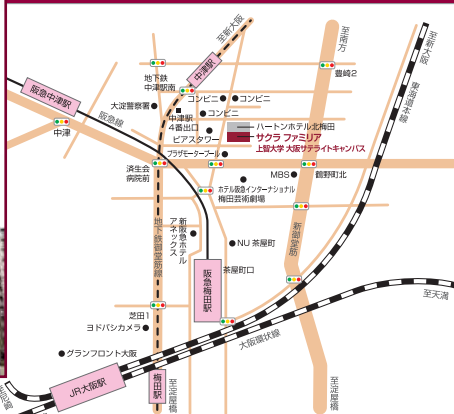 至新大阪
至南方
至新大阪
地下鉄
中津駅南
中津駅
豊崎2
東海道本線
阪急中津駅
大淀警察署
コンビニ
コンビニ
中津駅
4番出口
コンビニ
ピアスタワー
ハートンホテル北梅田
サクラ ファミリア
上智大学 大阪サテライトキャンパス
中津
阪急線
プラザモータープール
済生会
病院前
MBS
鶴野町北
ホテル阪急インターナショナル
梅田芸術劇場
地下鉄御堂筋線
新阪急ホテル
アネックス
新御堂筋
NU 茶屋町
阪急梅田駅
茶屋町口
至天満
芝田1
ヨドバシカメラ
大阪環状線
グランフロント大阪
JR大阪駅
梅田駅
至淀屋橋
至淀屋橋